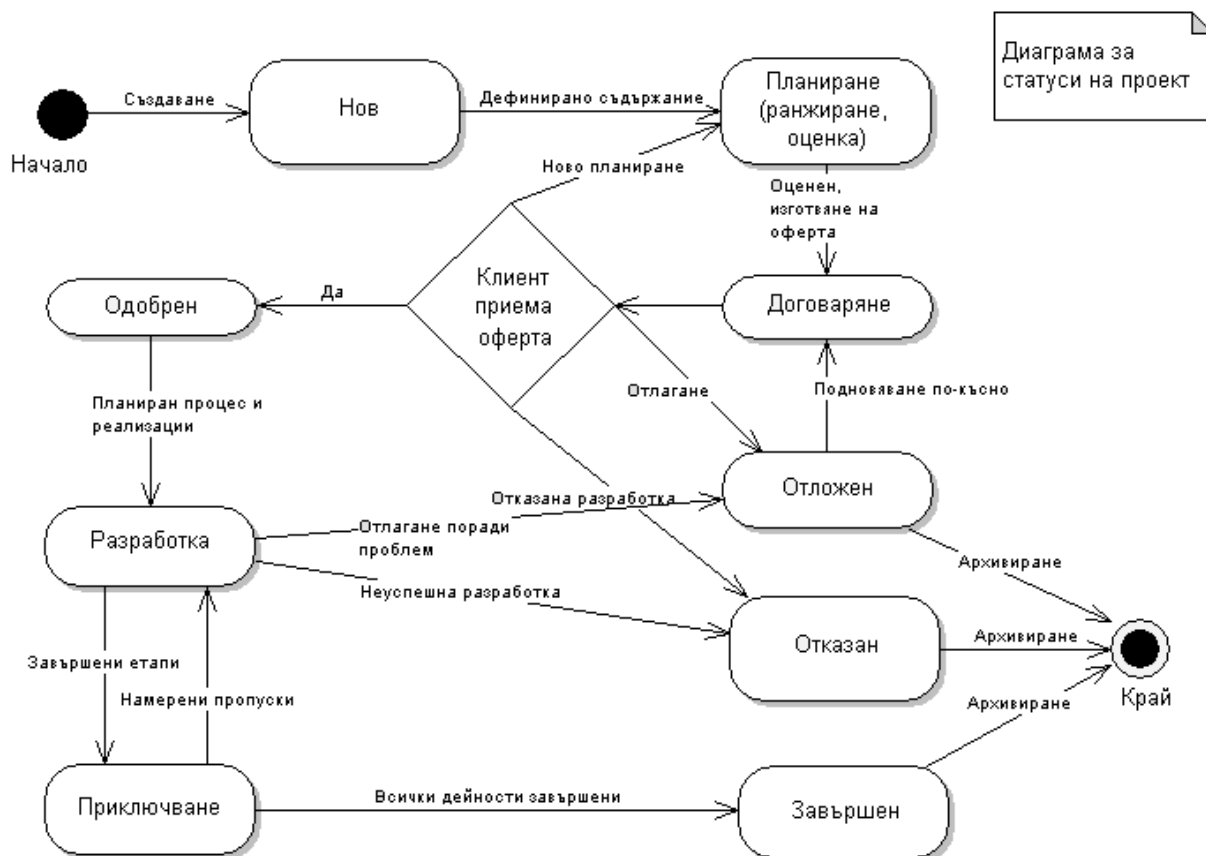 Диаграма за
статуси на проект
Начало
Създаване
Нов
Дефинирано съдържание
Планиране
(ранжиране,
оценка)
Ново планиране
Оценен,
изготвяне на
оферта
Клиент
приема
оферта
Да
Одобрен
Договаряне
Отлагане
Подновяване по-късно
Планиран процес и
реализации
Отложен
Отказана разработка
Разработка
Отлагане поради
проблем
Неуспешна разработка
Архивиране
Отказан
Архивиране
Край
Завършени етапи
Намерени пропуски
Архивиране
Приключване
Всички дейности завършени
Завършен